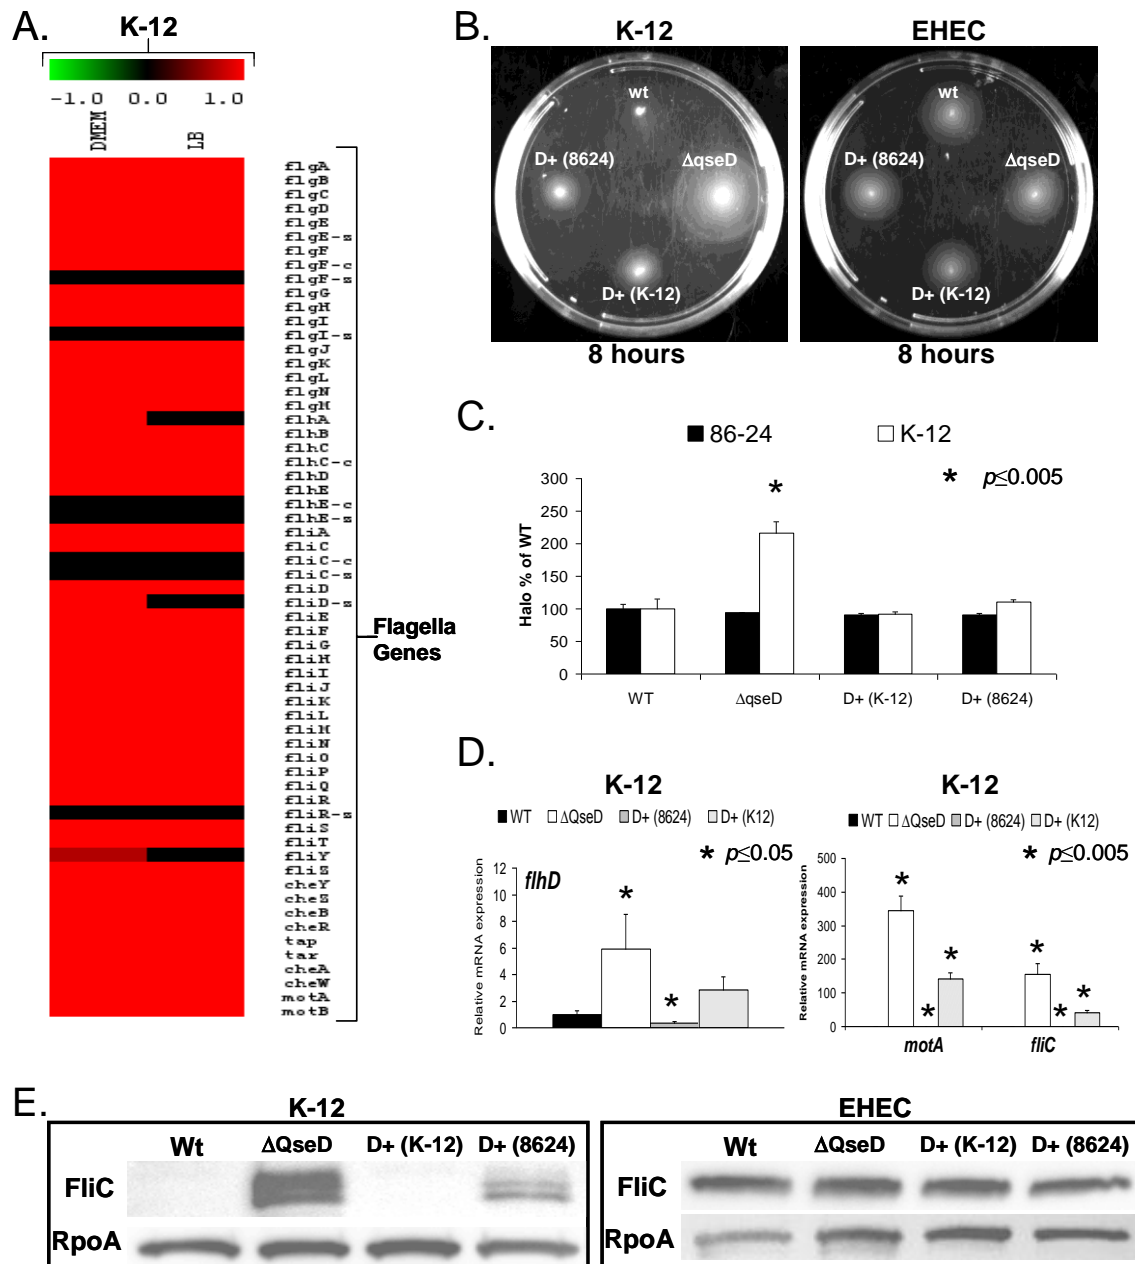 A.
K-12
-1.0 0.0 1.0
DMEM
LB
flgA
flgB
flgC
flgD
flgE
flgE-s
flgF
flgF-c
flgF-s
flgG
flgH
flgI
flgI-s
flgJ
flgK
flgL
flgN
flgM
flhA
flhB
flhC
flhC-c
flhD
flhE
flhE-c
flhE-s
fliA
fliC
fliC-c
fliC-s
fliD
fliD-s
fliE
fliF
fliG
fliH
fliI
fliJ
fliK
fliL
fliM
fliN
fliO
fliP
fliQ
fliR
fliR-s
fliS
fliT
fliY
fliZ
cheY
cheZ
cheB
cheR
tap
tar
cheA
cheW
motA
motB
Flagella
Genes
B.
K-12
EHEC
wt
D+ (8624)
ΔqseD
D+ (K-12)
wt
D+ (8624)
ΔqseD
D+ (K-12)
8 hours
8 hours
C.
86-24
K-12
* p≤0.005
Halo % of WT
300
250
200
150
100
50
0
*
WT
ΔqseD
D+ (K-12)
D+ (8624)
D.
K-12
WT ΔQseD D+ (8624) D+ (K12)
* p≤0.05
flhD
Relative mRNA expression
12
10
8
6
4
2
0
*
*
K-12
WT ΔQseD D+ (8624) D+ (K12)
* p≤0.005
Relative mRNA expression
500
400
300
200
100
0
*
*
*
*
*
*
motA
fliC
E.
K-12
Wt ΔQseD D+ (K-12) D+ (8624)
FliC
RpoA
EHEC
Wt ΔQseD D+ (K-12) D+ (8624)
FliC
RpoA